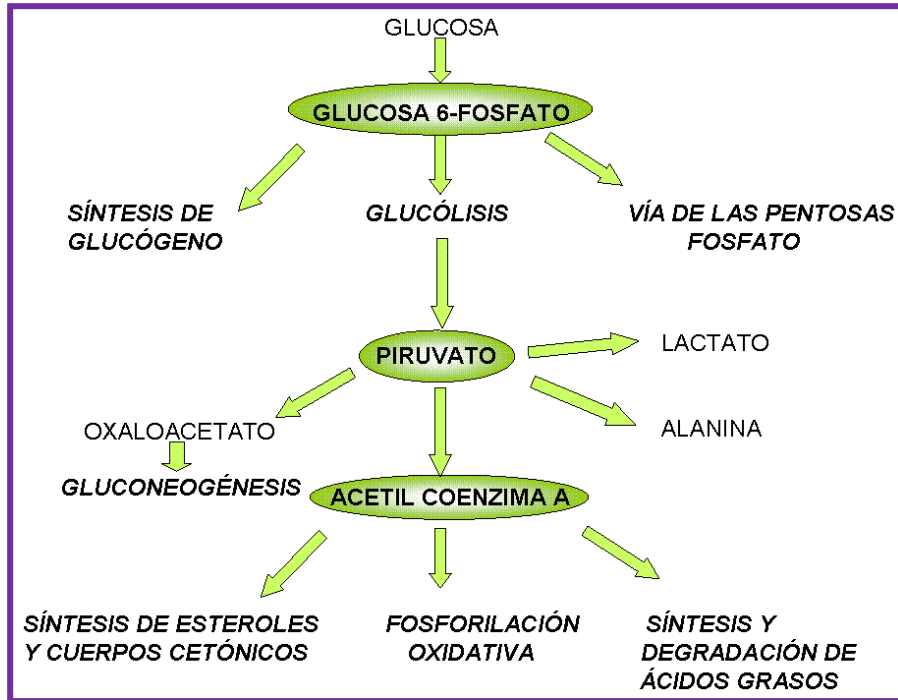 GLUCOSA
GLUCOSA 6-FOSFATO
SÍNTESIS DE
GLUCÓGENO
GLUCÓLISIS
VÍA DE LAS PENTOSAS
FOSFATO
PIRUVATO
LACTATO
ALANINA
OXALOACETATO
GLUCONEOGÉNESIS
ACETIL COENZIMA A
SÍNTESIS DE ESTEROLES
Y CUERPOS CETÓNICOS
FOSFORILACIÓN
OXIDATIVA
SÍNTESIS Y
DEGRADACIÓN DE
ÁCIDOS GRASOS